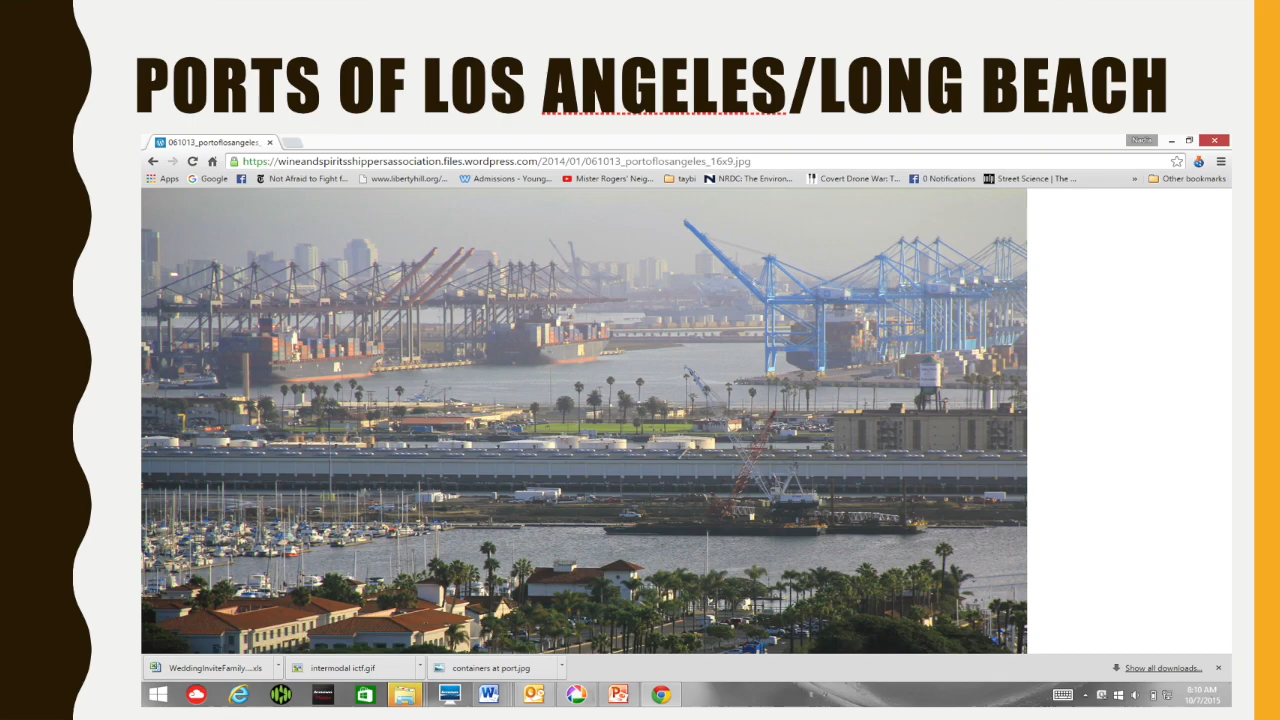 PORTS OF LOS ANGELES/LONG BEACH
061013_portoflosangeles_
Nadia
https://wineandspiritsshippersassociation.files.wordpress.com/2014/01/061013_portoflosangeles_16x9.jpg
Apps Google Not Afraid to Fight f... www.libertyhill.org/... Admissions - Young... Mister Rogers' Neig... taybi NRDC: The Environ... Covert Drone War: T... 0 Notifications Street Science | The ... » Other bookmarks
WeddingInviteFamily....xls intermodal ictf.gif containers at port.jpg Show all downloads...
8:10 AM
10/7/2015